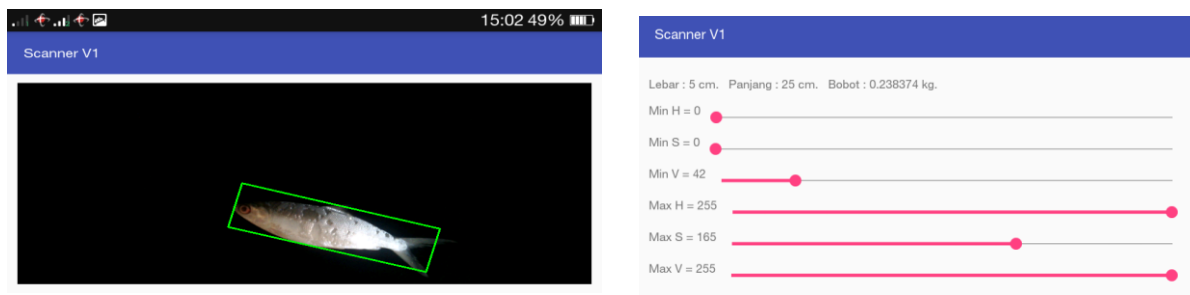 15:02 49%
Scanner V1
Scanner V1
Lebar : 5 cm. Panjang : 25 cm. Bobot : 0.238374 kg.
Min H = 0
Min S = 0
Min V = 42
Max H = 255
Max S = 165
Max V = 255